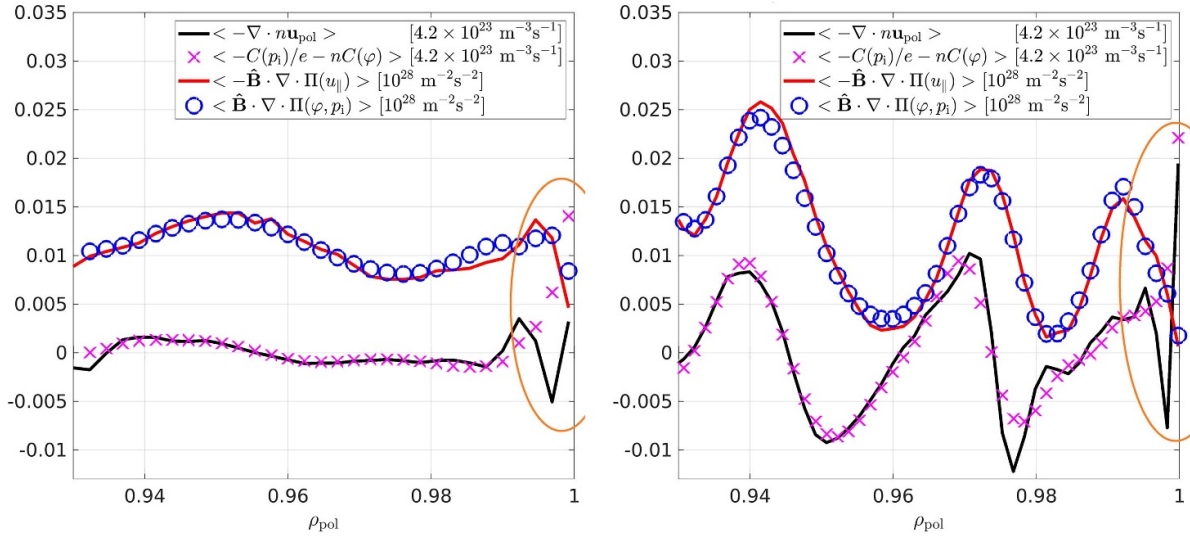 0.035
0.03
0.025
0.02
0.015
0.01
0.005
0
-0.005
-0.01
< −∇ · nu_pol > [4.2 × 10^23 m^−3s^−1]
< −C(p_i)/e − nC(φ) > [4.2 × 10^23 m^−3s^−1]
< −B̂ · ∇ · Π(u_∥) > [10^28 m^−2s^−2]
< B̂ · ∇ · Π(φ, p_i) > [10^28 m^−2s^−2]
0.94 0.96 0.98 1
ρ_pol
0.035
0.03
0.025
0.02
0.015
0.01
0.005
0
-0.005
-0.01
< −∇ · nu_pol > [4.2 × 10^23 m^−3s^−1]
< −C(p_i)/e − nC(φ) > [4.2 × 10^23 m^−3s^−1]
< −B̂ · ∇ · Π(u_∥) > [10^28 m^−2s^−2]
< B̂ · ∇ · Π(φ, p_i) > [10^28 m^−2s^−2]
0.94 0.96 0.98 1
ρ_pol